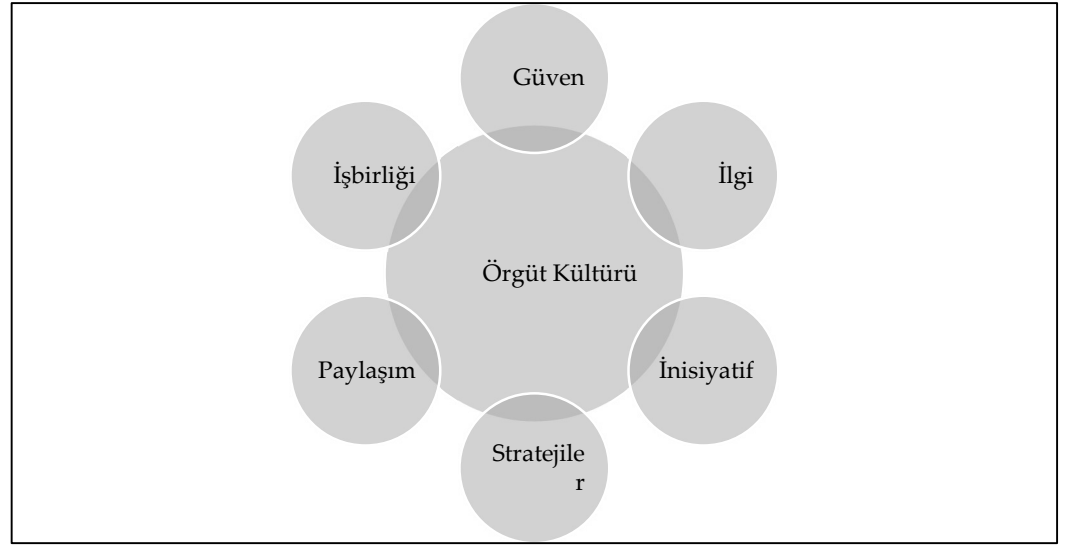 Güven
İşbirliği
İlgi
Örgüt Kültürü
Paylaşım
İnisiyatif
Stratejile
r